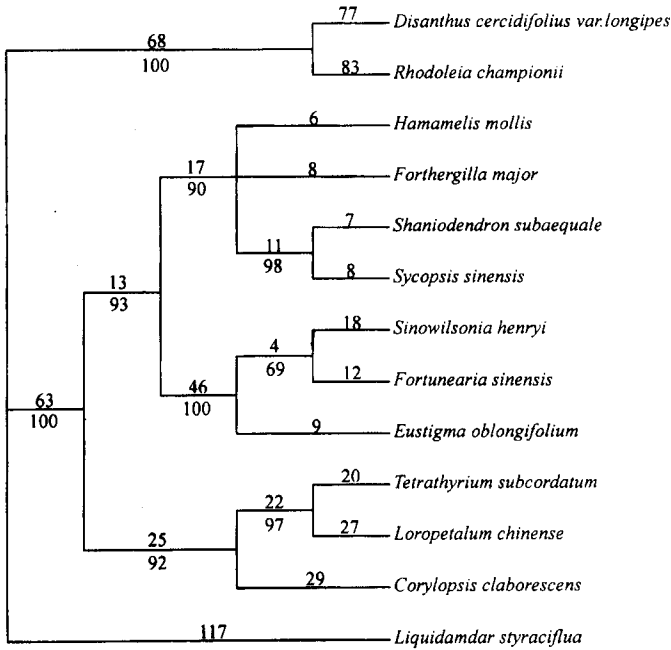 77
Disanthus cercidifolius var.longipes
68
100
83
Rhodoleia championii
6
Hamamelis mollis
17
90
8
Forthergilla major
7
Shaniodendron subaequale
11
98
8
Sycopsis sinensis
13
93
18
Sinowilsonia henryi
4
69
12
Fortunearia sinensis
46
100
9
Eustigma oblongifolium
63
100
20
Tetrathyrium subcordatum
22
97
27
Loropetalum chinense
25
92
29
Corylopsis claborescens
117
Liquidamdar styraciflua